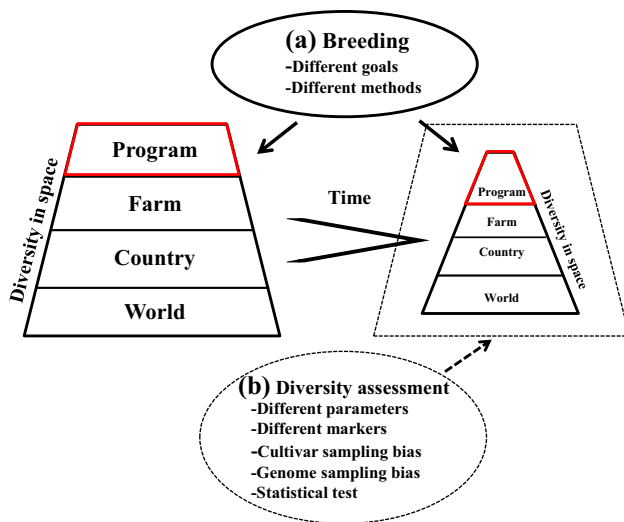 (a) Breeding
-Different goals
-Different methods
Diversity in space
Program
Farm
Country
World
Time
Program
Farm
Country
World
Diversity in space
(b) Diversity assessment
-Different parameters
-Different markers
-Cultivar sampling bias
-Genome sampling bias
-Statistical test